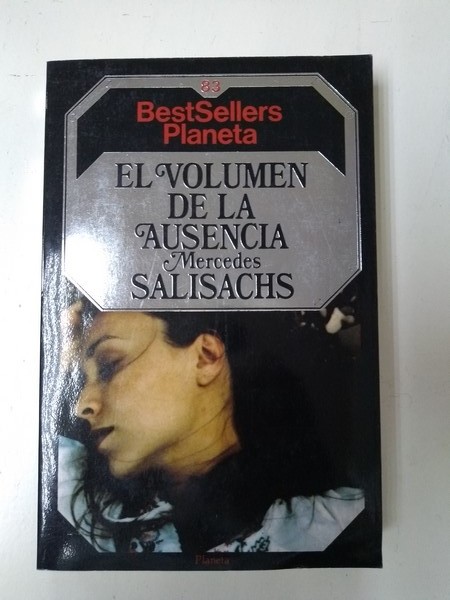 83
BestSellers
Planeta
EL VOLUMEN
DE LA
AUSENCIA
Mercedes
SALISACHS
Planeta